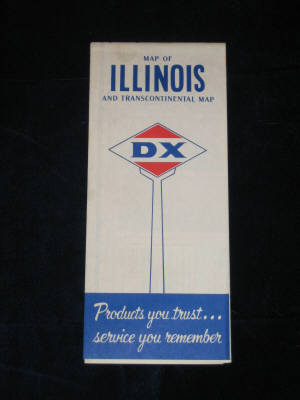 MAP OF
ILLINOIS
AND TRANSCONTINENTAL MAP
DX
Products you trust...
service you remember